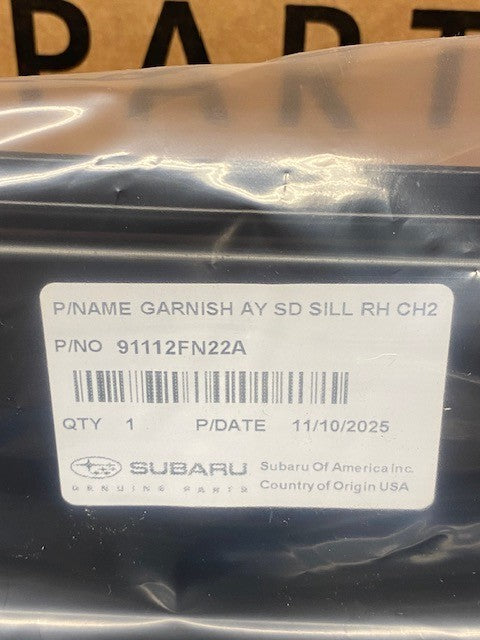 PART
P/NAME GARNISH AY SD SILL RH CH2
P/NO 91112FN22A
QTY 1 P/DATE 11/10/2025
SUBARU Subaru Of America Inc.
GENUINE PARTS Country of Origin USA